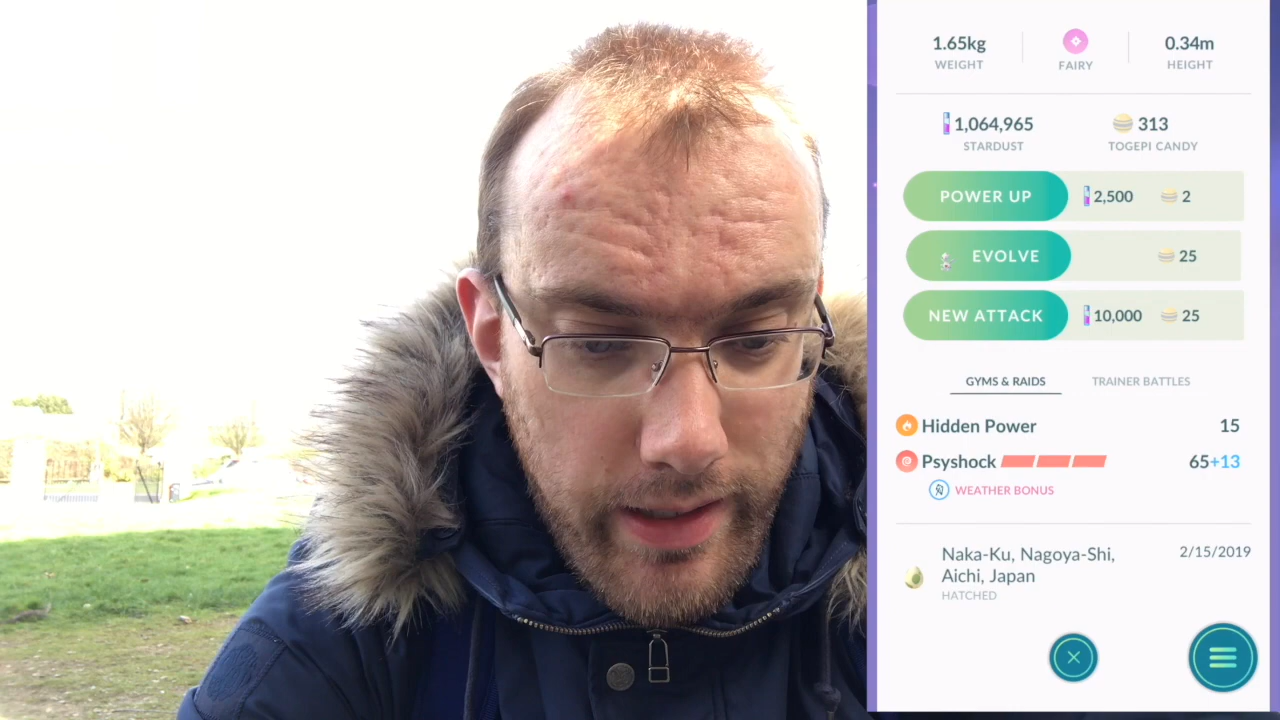 1.65kg
WEIGHT
FAIRY
0.34m
HEIGHT
1,064,965
STARDUST
313
TOGEPI CANDY
POWER UP 2,500 2
EVOLVE 25
NEW ATTACK 10,000 25
GYMS & RAIDS TRAINER BATTLES
Hidden Power 15
Psyshock 65+13
WEATHER BONUS
Naka-Ku, Nagoya-Shi, 2/15/2019
Aichi, Japan
HATCHED